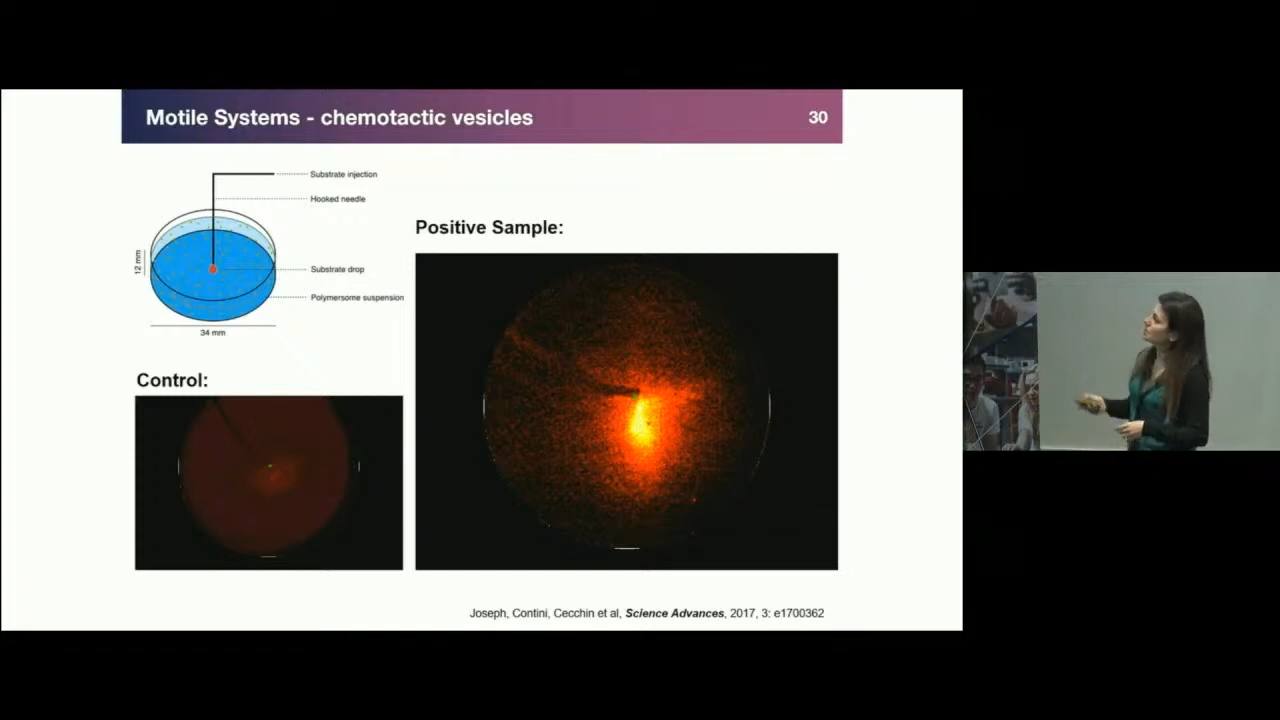 Motile Systems - chemotactic vesicles
30
Substrate injection
Hooked needle
Substrate drop
Polymersome suspension
12 mm
34 mm
Positive Sample:
Control:
Joseph, Contini, Cecchin et al, Science Advances, 2017, 3: e1700362